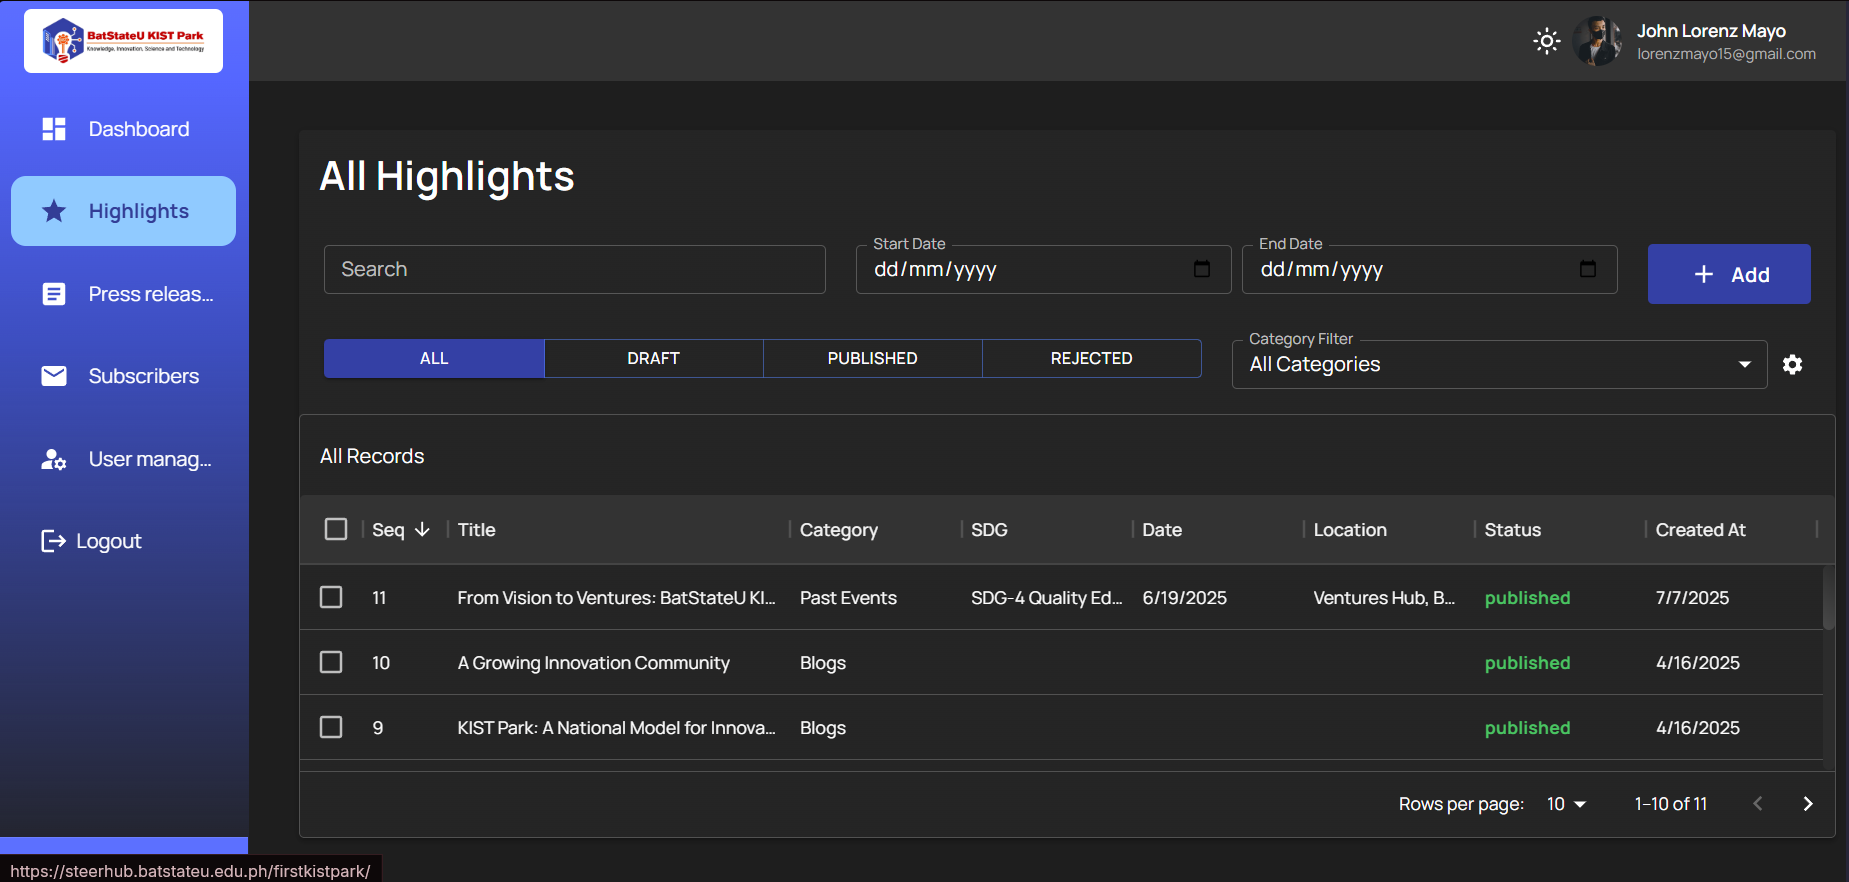 BatStateU KIST Park
Knowledge, Innovation, Science and Technology
John Lorenz Mayo
lorenzmayo15@gmail.com
Dashboard
Highlights
Press releas...
Subscribers
User manag...
Logout
All Highlights
Search
Start Date
dd/mm/yyyy
End Date
dd/mm/yyyy
+ Add
ALL
DRAFT
PUBLISHED
REJECTED
Category Filter
All Categories
All Records
Seq Title Category SDG Date Location Status Created At
11 From Vision to Ventures: BatStateU KI... Past Events SDG-4 Quality Ed... 6/19/2025 Ventures Hub, B... published 7/7/2025
10 A Growing Innovation Community Blogs published 4/16/2025
9 KIST Park: A National Model for Innova... Blogs published 4/16/2025
Rows per page: 10 1–10 of 11
https://steerhub.batstateu.edu.ph/firstkistpark/